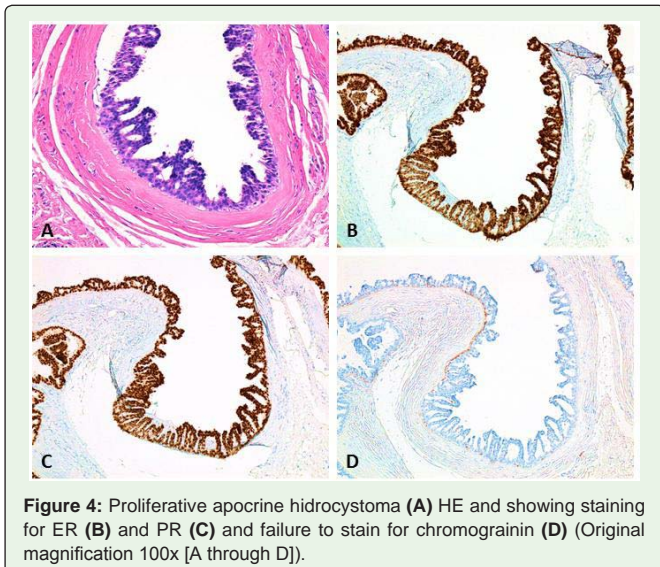 A
B
C
D
Figure 4: Proliferative apocrine hidrocystoma (A) HE and showing staining
for ER (B) and PR (C) and failure to stain for chromograinin (D) (Original
magnification 100x [A through D]).